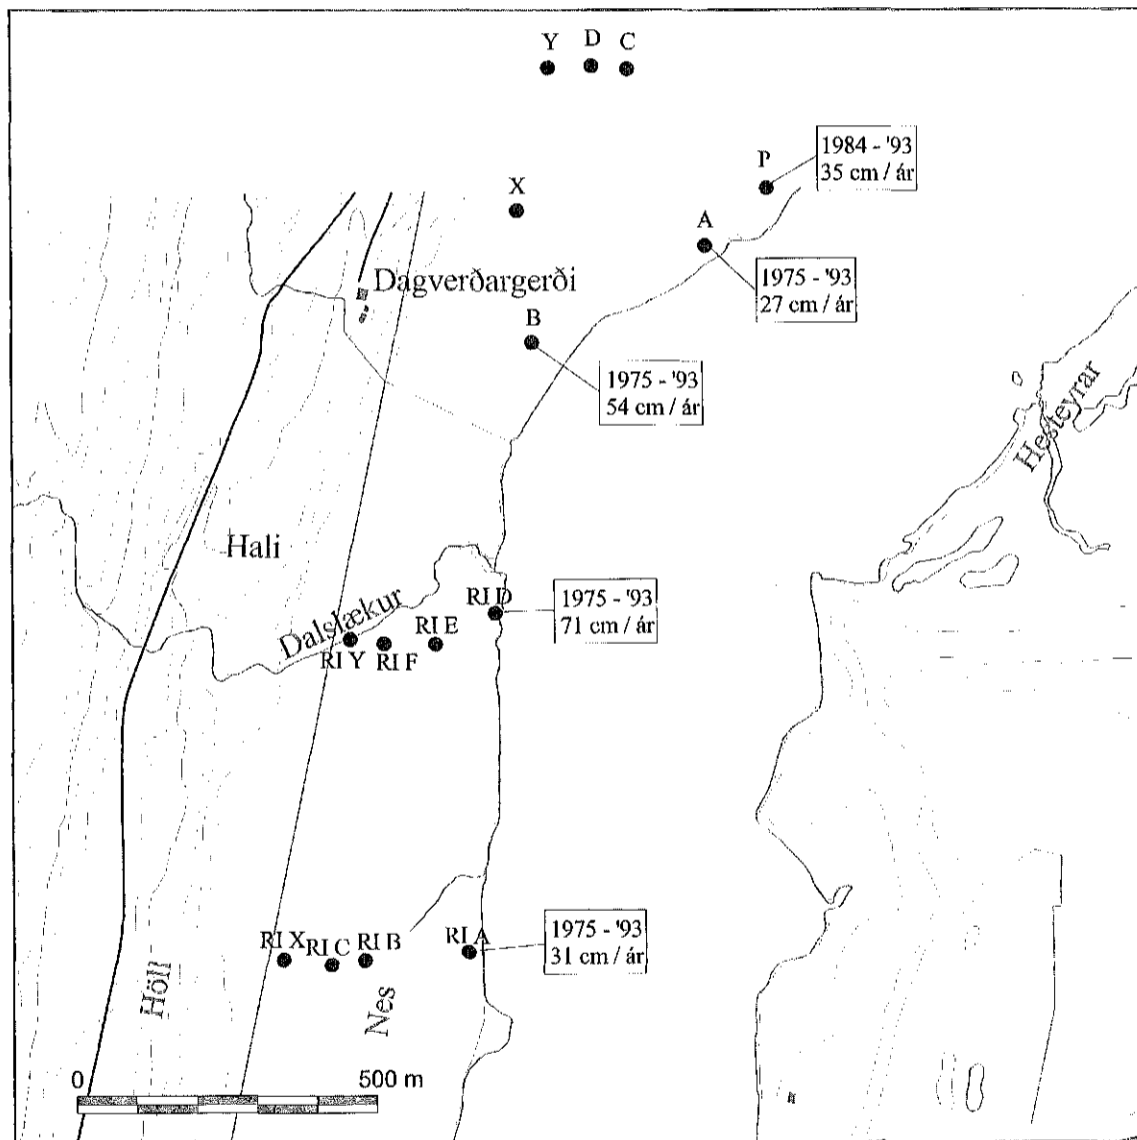 Y D C
P
1984 - '93
35 cm / ár
X
A
Dagverðargerði
1975 - '93
27 cm / ár
B
1975 - '93
54 cm / ár
Hesteyrar
Hali
Dalslækur
RI D
1975 - '93
71 cm / ár
RI E
RI Y RI F
RI X RI C RI B RI A
1975 - '93
31 cm / ár
Höll
Nes
0 500 m